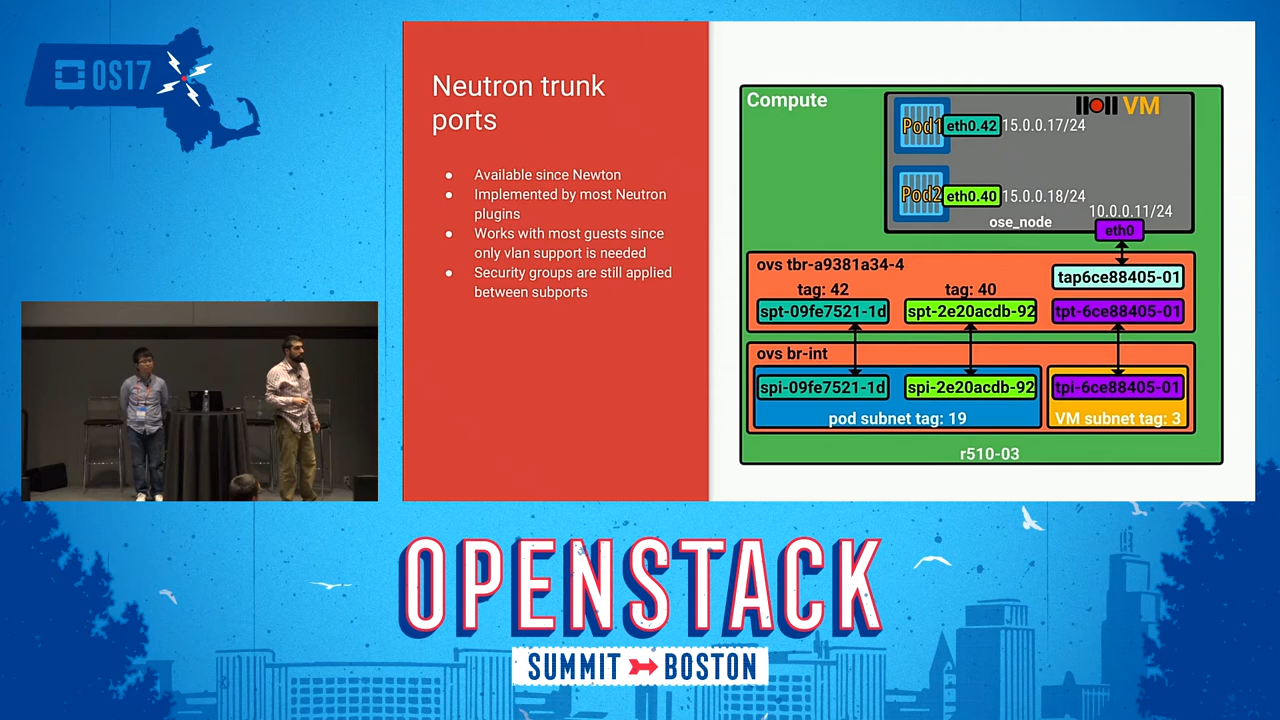 OS17
Neutron trunk
ports
● Available since Newton
● Implemented by most Neutron
plugins
● Works with most guests since
only vlan support is needed
● Security groups are still applied
between subports
Compute
VM
Pod1
eth0.42
15.0.0.17/24
Pod2
eth0.40
15.0.0.18/24
10.0.0.11/24
ose_node
eth0
ovs tbr-a9381a34-4
tap6ce88405-01
tag: 42
tag: 40
spt-09fe7521-1d
spt-2e20acdb-92
tpt-6ce88405-01
ovs br-int
spi-09fe7521-1d
spi-2e20acdb-92
tpi-6ce88405-01
pod subnet tag: 19
VM subnet tag: 3
r510-03
OPENSTACK
SUMMIT BOSTON